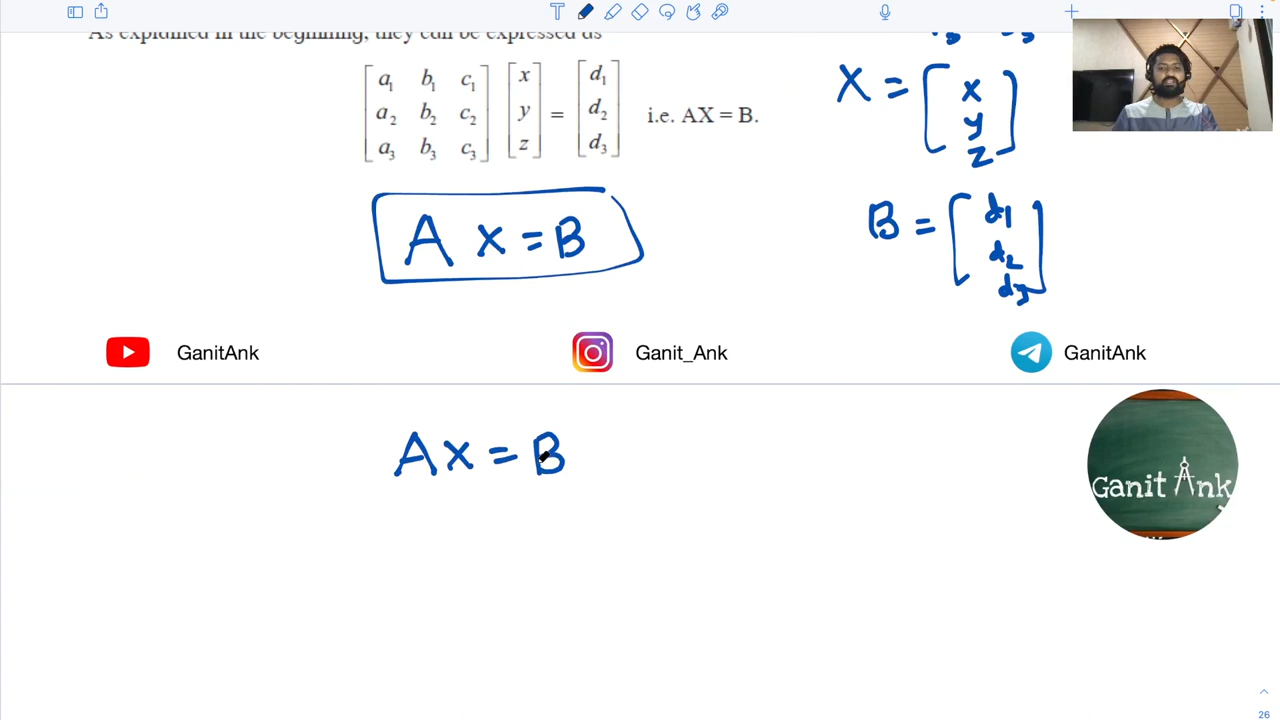 As explained in the beginning, they can be expressed as
[a₁ b₁ c₁] [x] = [d₁]
[a₂ b₂ c₂] [y] = [d₂] i.e. AX = B.
[a₃ b₃ c₃] [z] = [d₃]
A X = B
X = [x
y
z]
B = [d1
d2
d3]
GanitAnk
Ganit_Ank
GanitAnk
AX = B
Ganit Ank
26